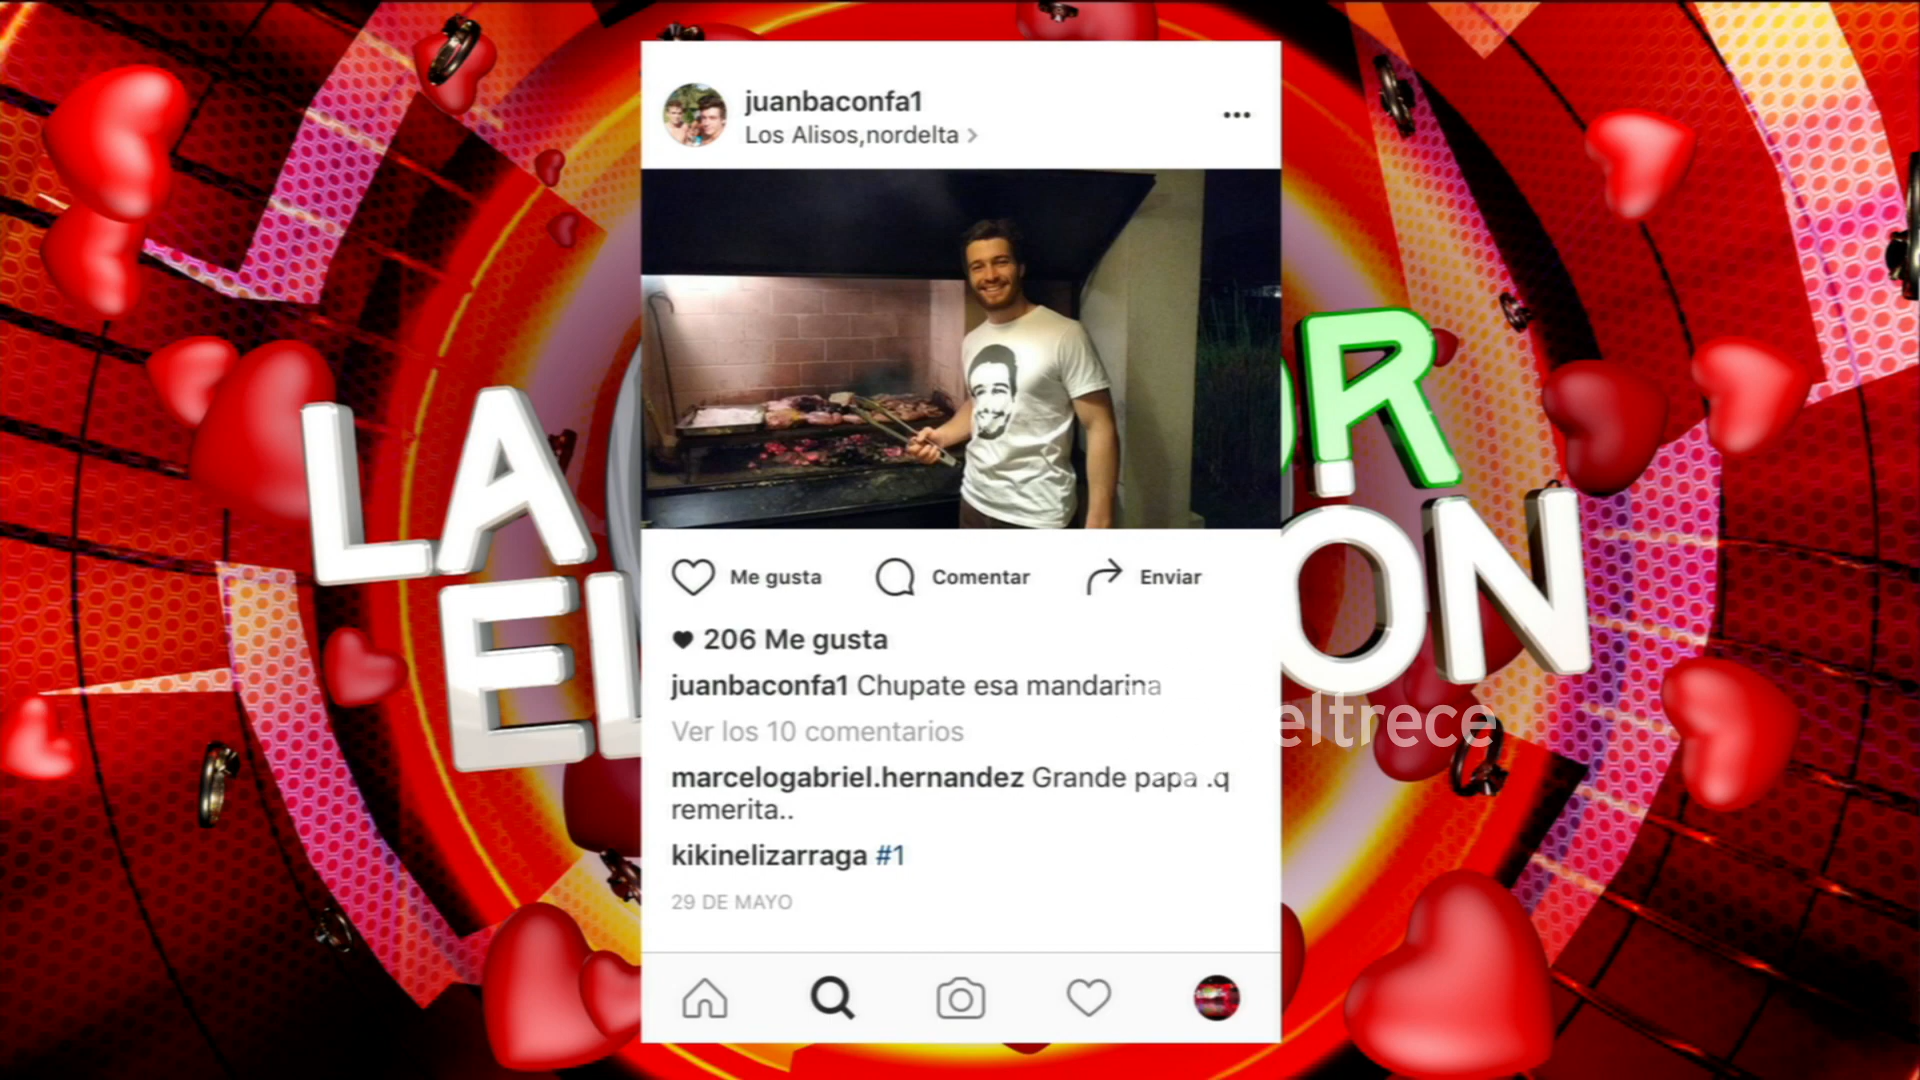 juanbaconfa1
Los Alisos,nordelta >
LA
OR
EL
ON
Me gusta
Comentar
Enviar
206 Me gusta
juanbaconfa1 Chupate esa mandarina
eltrece
Ver los 10 comentarios
marcelogabriel.hernandez Grande papa .q
remerita..
kikinelizarraga #1
29 DE MAYO